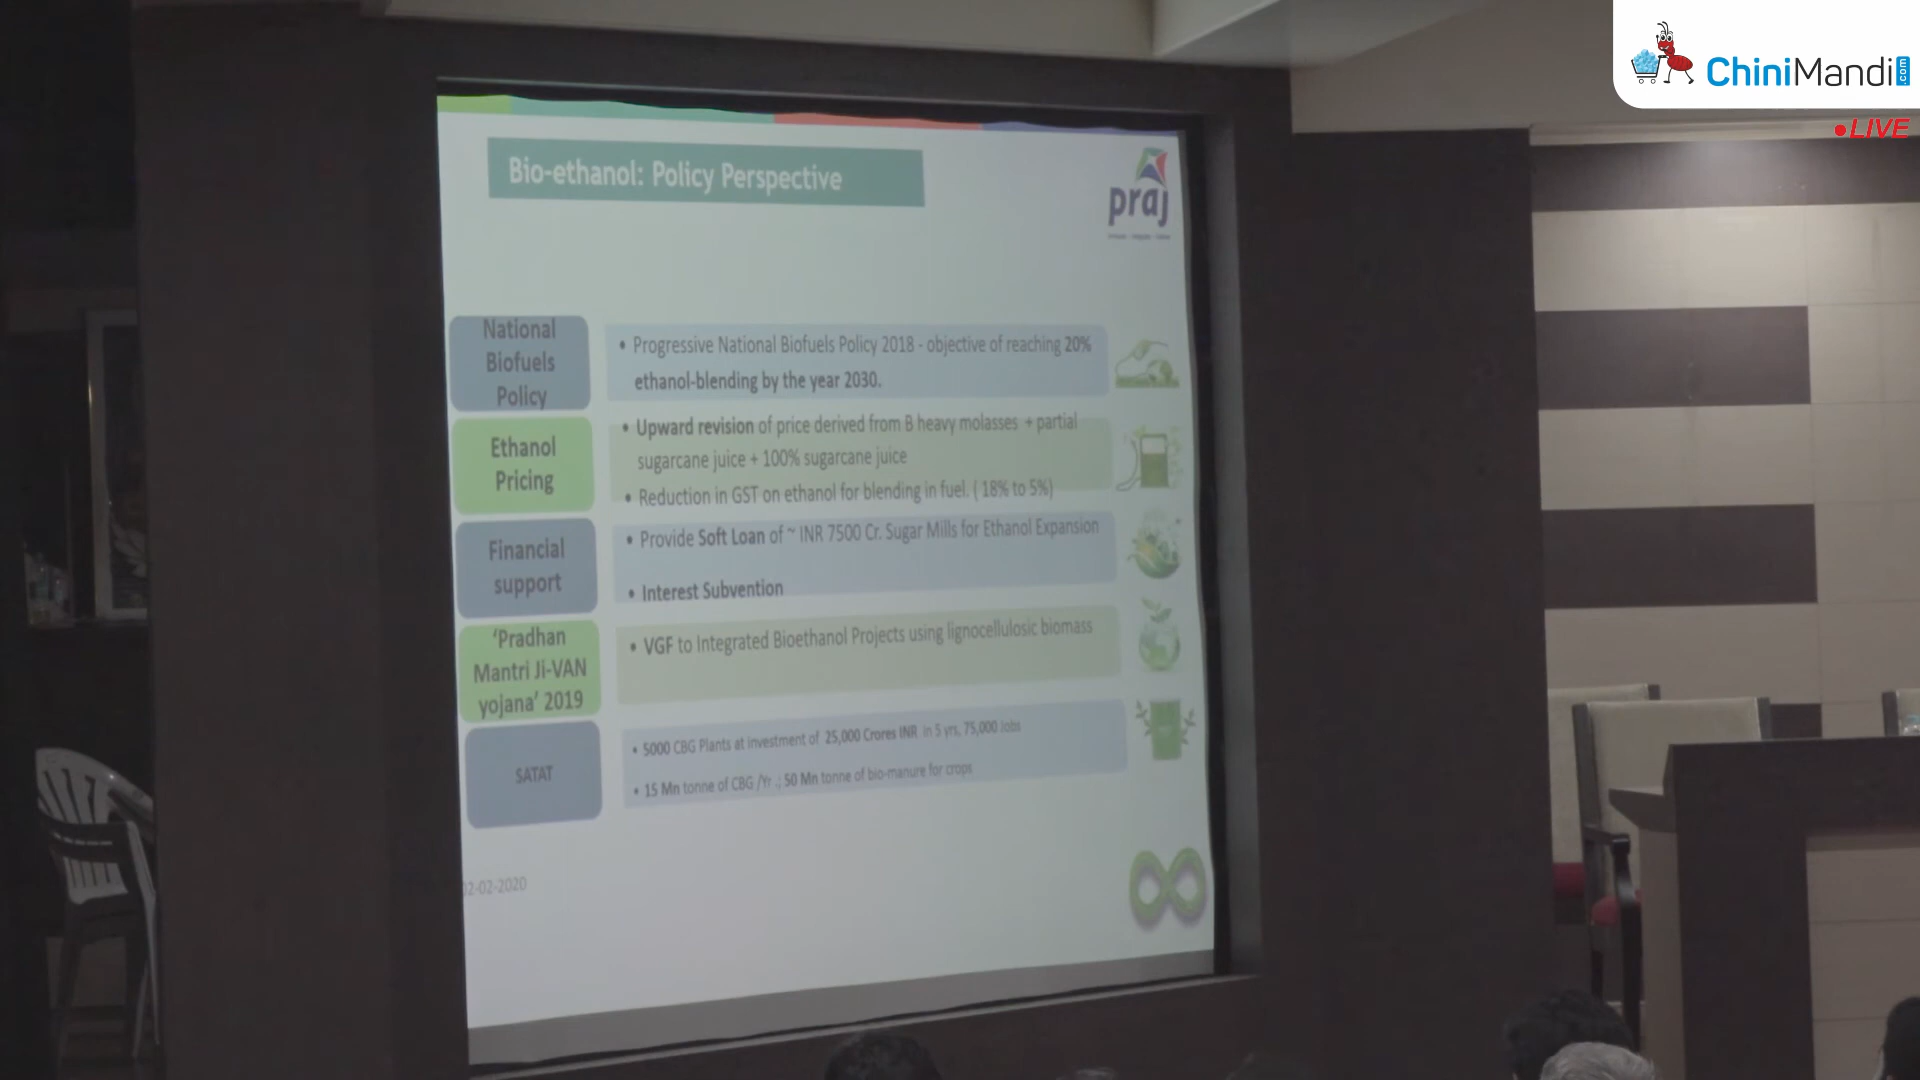 ChiniMandi.com
LIVE
Bio-ethanol: Policy Perspective
praj
National
Biofuels
Policy
• Progressive National Biofuels Policy 2018 - objective of reaching 20%
ethanol-blending by the year 2030.
Ethanol
Pricing
• Upward revision of price derived from B heavy molasses + partial
sugarcane juice + 100% sugarcane juice
• Reduction in GST on ethanol for blending in fuel. ( 18% to 5%)
Financial
support
• Provide Soft Loan of ~ INR 7500 Cr. Sugar Mills for Ethanol Expansion
• Interest Subvention
‘Pradhan
Mantri Ji-VAN
yojana’ 2019
• VGF to Integrated Bioethanol Projects using lignocellulosic biomass
SATAT
• 5000 CBG Plants at investment of 25,000 Crores INR in 5 yrs, 75,000 Jobs
• 15 Mn tonne of CBG /Yr .; 50 Mn tonne of bio-manure for crops
02-02-2020